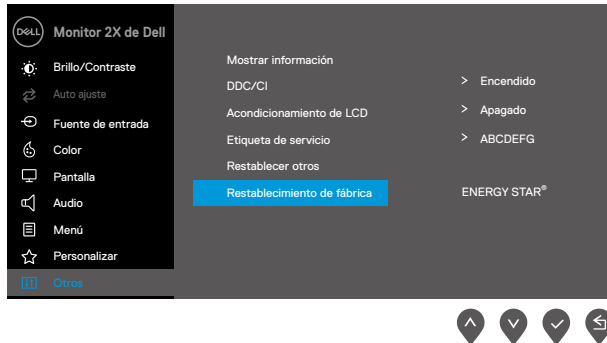 DELL
Monitor 2X de Dell
Brillo/Contraste
Auto ajuste
Fuente de entrada
Color
Pantalla
Audio
Menú
Personalizar
Otros
Mostrar información
DDC/CI > Encendido
Acondicionamiento de LCD > Apagado
Etiqueta de servicio > ABCDEFG
Restablecer otros
Restablecimiento de fábrica ENERGY STAR®